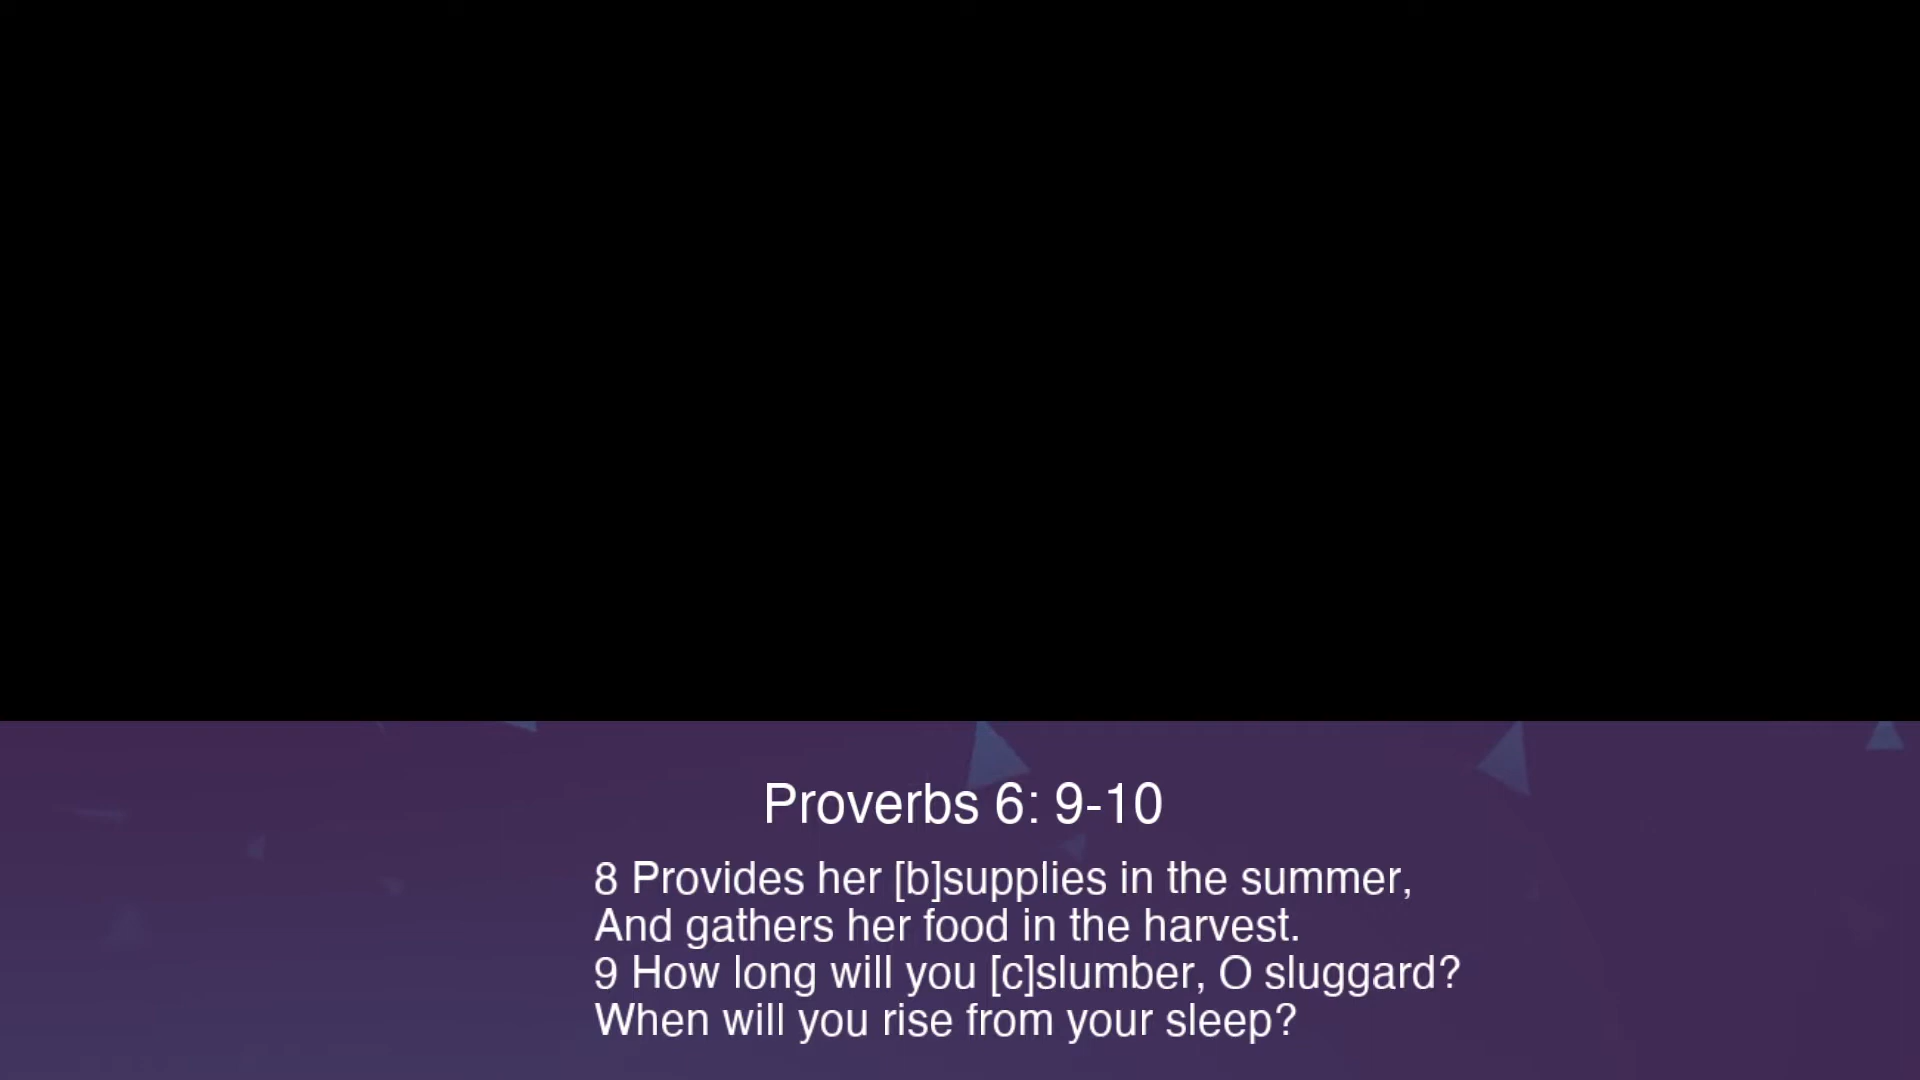 Proverbs 6: 9-10
8 Provides her [b]supplies in the summer,
And gathers her food in the harvest.
9 How long will you [c]slumber, O sluggard?
When will you rise from your sleep?